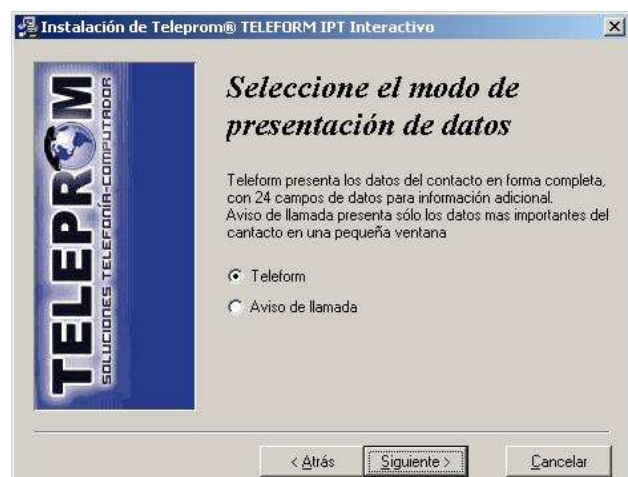 Instalación de Teleprom® TELEFORM IPT Interactivo
TELEPROM
SOLUCIONES TELEFONÍA-COMPUTADOR
Seleccione el modo de
presentación de datos
Teleform presenta los datos del contacto en forma completa,
con 24 campos de datos para información adicional.
Aviso de llamada presenta sólo los datos mas importantes del
cantacto en una pequeña ventana
Teleform
Aviso de llamada
< Atrás
Siguiente >
Cancelar